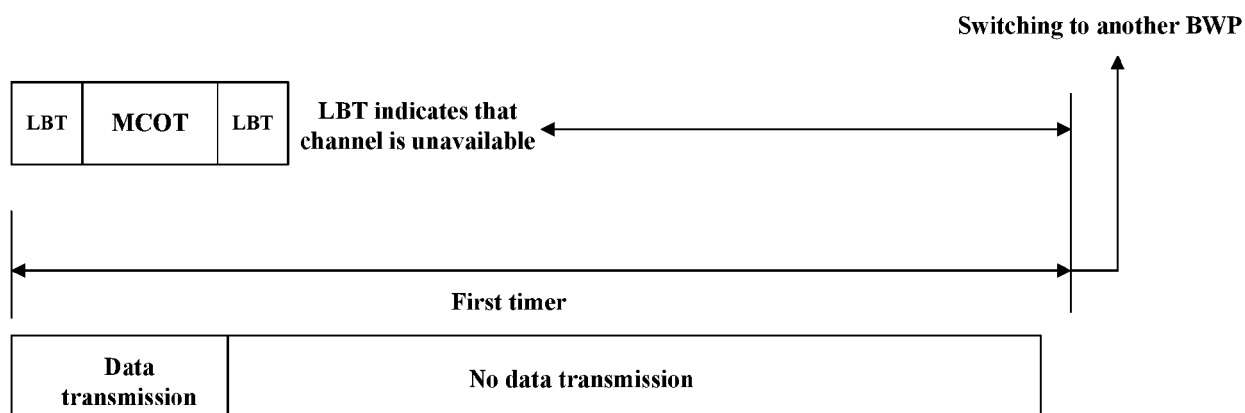 Switching to another BWP
LBT
MCOT
LBT
LBT indicates that
channel is unavailable
First timer
Data
transmission
No data transmission